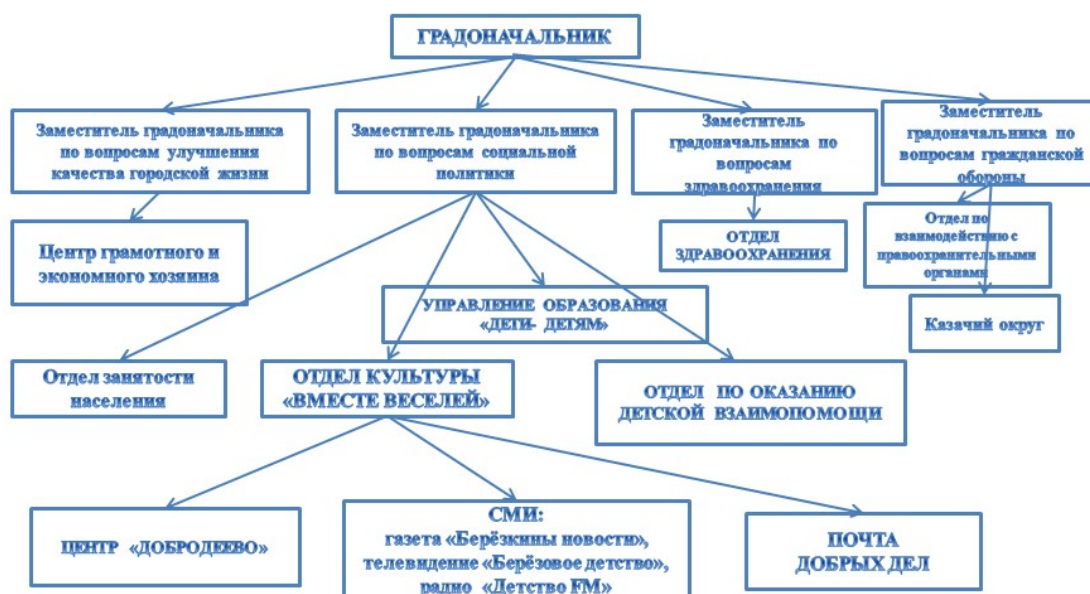 ГРАДОНАЧАЛЬНИК
Заместитель градоначальника
по вопросам улучшения
качества городской жизни
Заместитель градоначальника
по вопросам социальной
политики
Заместитель
градоначальника по
вопросам
здравоохранения
Заместитель
градоначальника по
вопросам гражданской
обороны
Центр грамотного и
экономного хозяина
ОТДЕЛ
ЗДРАВООХРАНЕНИЯ
Отдел по
взаимодействию с
правоохранительными
органами
УПРАВЛЕНИЕ ОБРАЗОВАНИЯ
«ДЕТИ- ДЕТЯМ»
Казачий округ
Отдел занятости
населения
ОТДЕЛ КУЛЬТУРЫ
«ВМЕСТЕ ВЕСЕЛЕЙ»
ОТДЕЛ ПО ОКАЗАНИЮ
ДЕТСКОЙ ВЗАИМОПОМОЩИ
ЦЕНТР «ДОБРОДЕЕВО»
СМИ:
газета «Берёзкины новости»,
телевидение «Берёзовое детство»,
радио «Детство FM»
ПОЧТА
ДОБРЫХ ДЕЛ